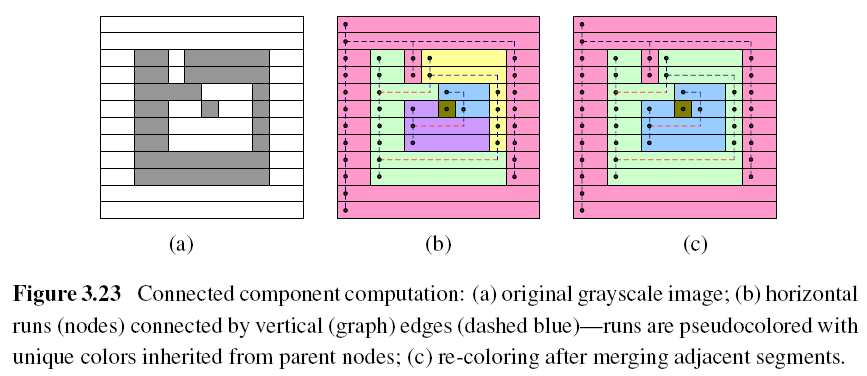 (a) (b) (c)
Figure 3.23 Connected component computation: (a) original grayscale image; (b) horizontal
runs (nodes) connected by vertical (graph) edges (dashed blue)—runs are pseudocolored with
unique colors inherited from parent nodes; (c) re-coloring after merging adjacent segments.